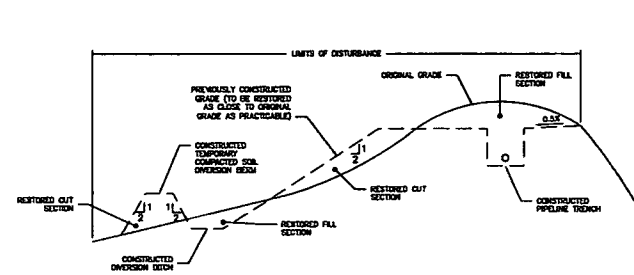 LIMITS OF DISTURBANCE
ORIGINAL GRADE
RESTORED FILL
SECTION
PREVIOUSLY CONSTRUCTED
GRADE (TO BE RESTORED
AS CLOSE TO ORIGINAL
GRADE AS PRACTICABLE)
0.5%
CONSTRUCTED
TEMPORARY
COMPACTED SOIL
DIVERSION BERM
1
2
RESTORED CUT
SECTION
1
2
1
2
RESTORED CUT
SECTION
CONSTRUCTED
PIPELINE TRENCH
RESTORED FILL
SECTION
CONSTRUCTED
DIVERSION DITCH